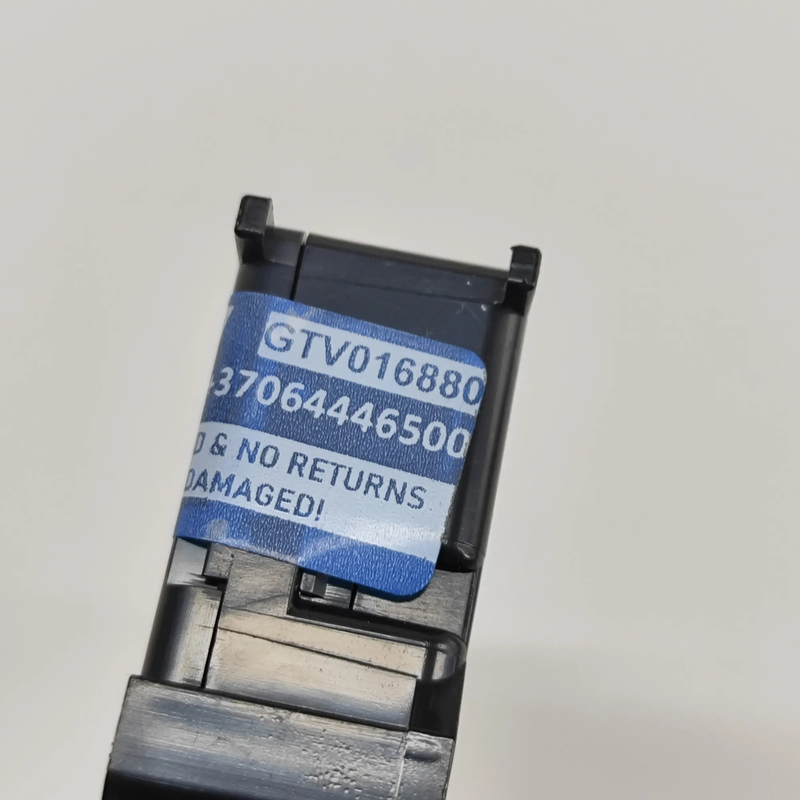 GTV016880
37064446500
D & NO RETURNS
DAMAGED!